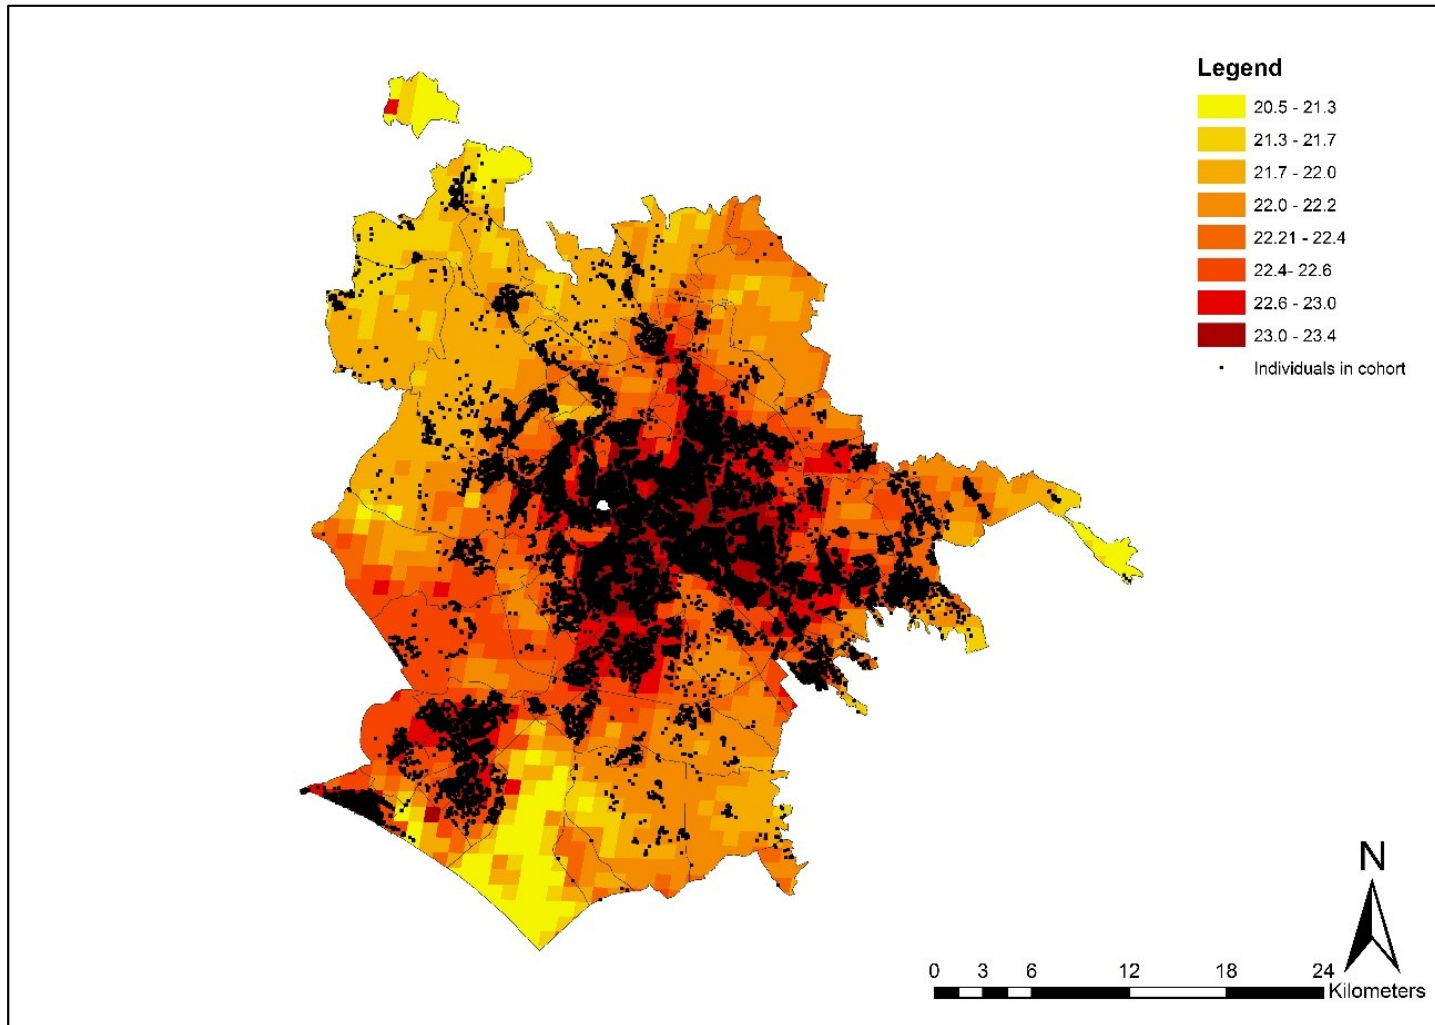 Legend
20.5 - 21.3
21.3 - 21.7
21.7 - 22.0
22.0 - 22.2
22.21 - 22.4
22.4- 22.6
22.6 - 23.0
23.0 - 23.4
Individuals in cohort
N
0 3 6 12 18 24
Kilometers